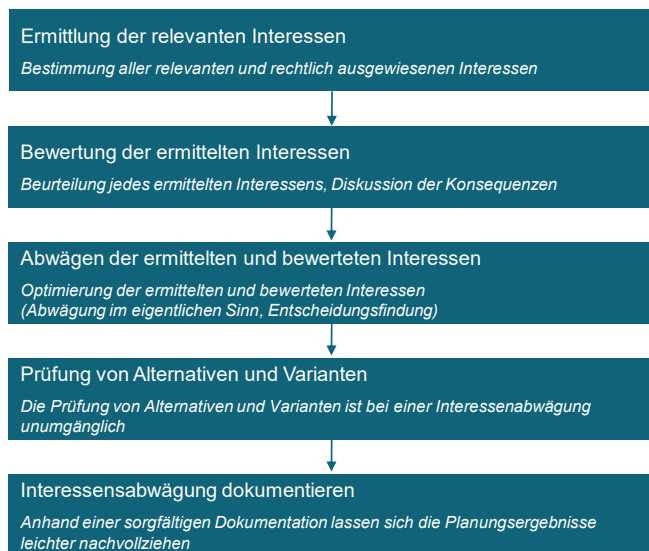 Ermittlung der relevanten Interessen
Bestimmung aller relevanten und rechtlich ausgewiesenen Interessen
Bewertung der ermittelten Interessen
Beurteilung jedes ermittelten Interessens, Diskussion der Konsequenzen
Abwägen der ermittelten und bewerteten Interessen
Optimierung der ermittelten und bewerteten Interessen
(Abwägung im eigentlichen Sinn, Entscheidungsfindung)
Prüfung von Alternativen und Varianten
Die Prüfung von Alternativen und Varianten ist bei einer Interessenabwägung
unumgänglich
Interessensabwägung dokumentieren
Anhand einer sorgfältigen Dokumentation lassen sich die Planungsergebnisse
leichter nachvollziehen